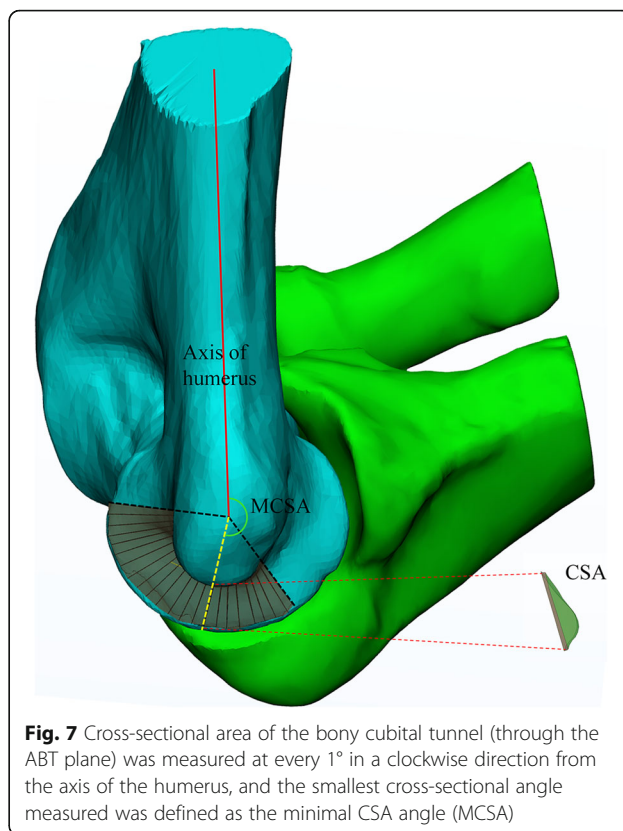 Axis of
humerus
MCSA
CSA
Fig. 7 Cross-sectional area of the bony cubital tunnel (through the
ABT plane) was measured at every 1° in a clockwise direction from
the axis of the humerus, and the smallest cross-sectional angle
measured was defined as the minimal CSA angle (MCSA)